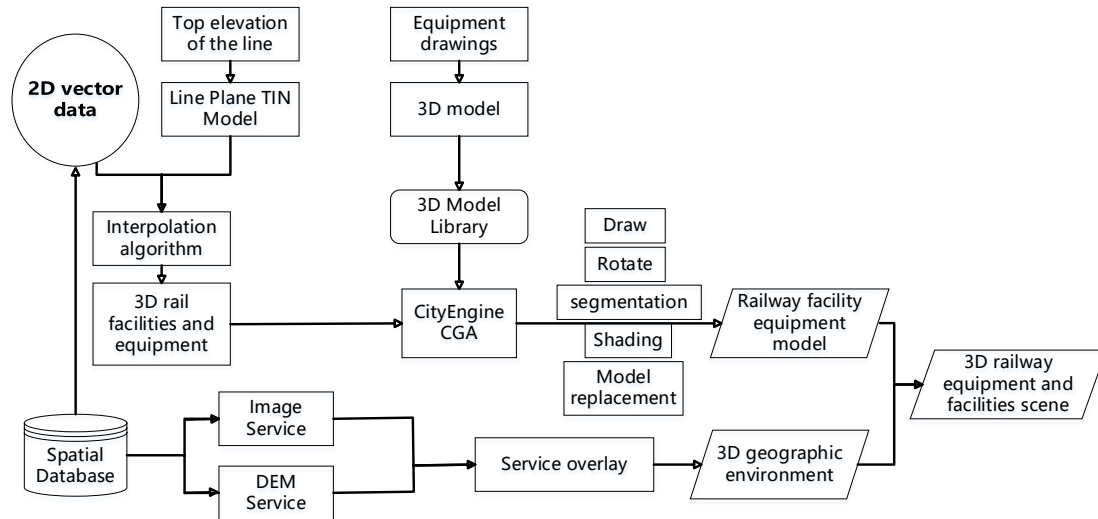 Top elevation
of the line
Equipment
drawings
2D vector
data
Line Plane TIN
Model
3D model
3D Model
Library
Interpolation
algorithm
Draw
Rotate
segmentation
Shading
Model
replacement
3D rail
facilities and
equipment
CityEngine
CGA
Railway facility
equipment
model
3D railway
equipment and
facilities scene
Spatial
Database
Image
Service
DEM
Service
Service overlay
3D geographic
environment